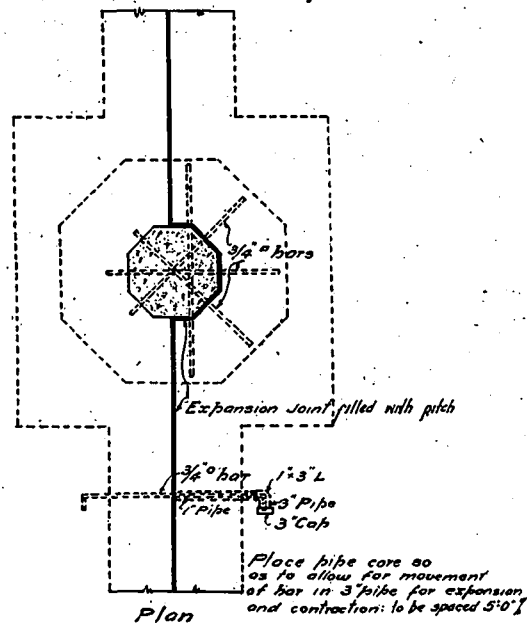 3/4" ⌀ bars
Expansion Joint filled with pitch
3/4" ⌀ bar
1" × 3" L
1" Pipe
3" Pipe
3" Cap
Place pipe core so
as to allow for movement
of bar in 3" pipe for expansion
and contraction: to be spaced 5'0"
Plan